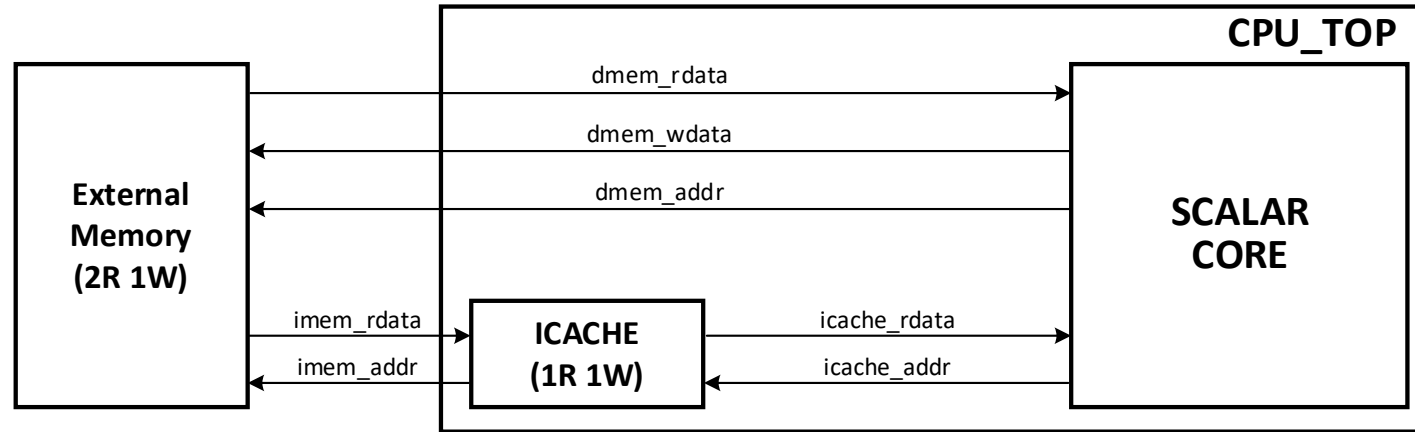 CPU_TOP
dmem_rdata
dmem_wdata
dmem_addr
External
Memory
(2R 1W)
SCALAR
CORE
imem_rdata
imem_addr
ICACHE
(1R 1W)
icache_rdata
icache_addr